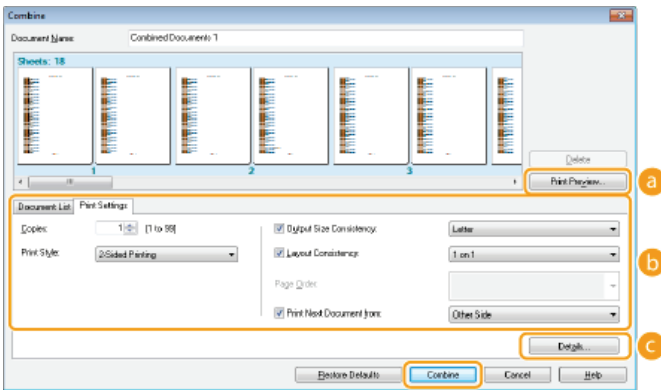 Combine
Document Name: Combined Documents 1
Sheets: 18
1 2 3
Delete
Print Preview... a
Document List Print Settings
Copies: 1 [1 to 99] Output Size Consistency: Letter
Print Style: 2-Sided Printing Layout Consistency: 1 on 1
b
Page Order:
Print Next Document from: Other Side
Details... c
Restore Defaults Combine Cancel Help